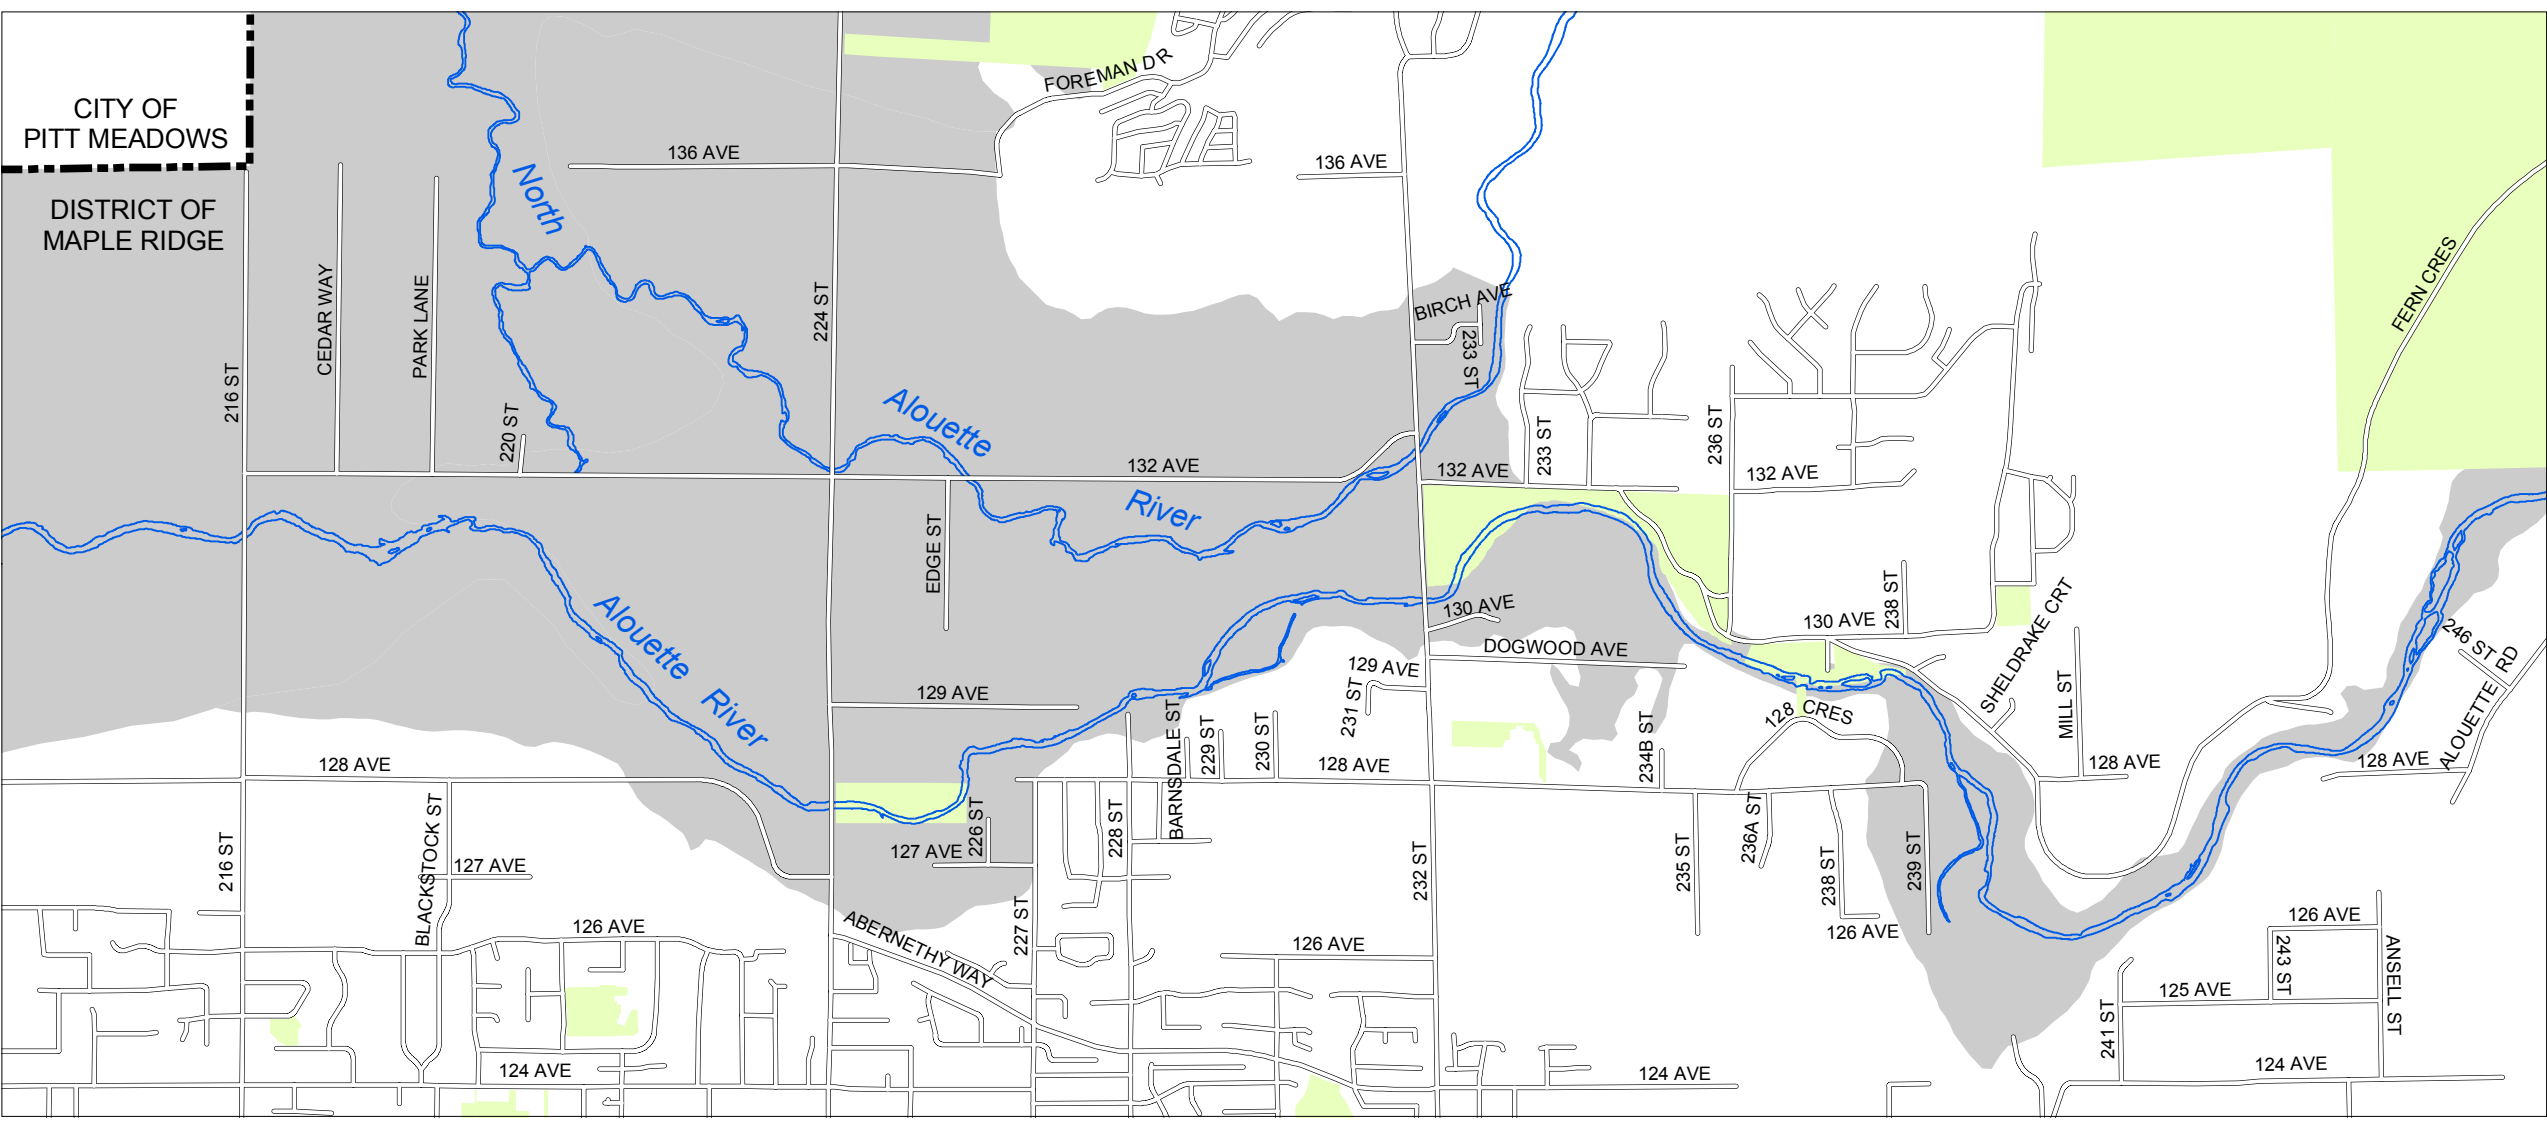 CITY OF
PITT MEADOWS
DISTRICT OF
MAPLE RIDGE
FOREMAN DR
136 AVE
136 AVE
North
CEDAR WAY
PARK LANE
216 ST
220 ST
224 ST
BIRCH AVE
233 ST
FERN CRES
Alouette
River
132 AVE
132 AVE
233 ST
236 ST
132 AVE
EDGE ST
Alouette River
130 AVE
DOGWOOD AVE
130 AVE
238 ST
SHELDRAKE CRT
246 ST
ALOUETTE RD
129 AVE
129 AVE
231 ST
128 CRES
MILL ST
128 AVE
BARNSDALE ST
229 ST
230 ST
128 AVE
234B ST
128 AVE
128 AVE
216 ST
BLACKSTOCK ST
127 AVE
127 AVE
226 ST
228 ST
232 ST
235 ST
236A ST
238 ST
239 ST
126 AVE
126 AVE
ABERNETHY WAY
227 ST
126 AVE
126 AVE
243 ST
ANSELL ST
125 AVE
241 ST
124 AVE
124 AVE
124 AVE